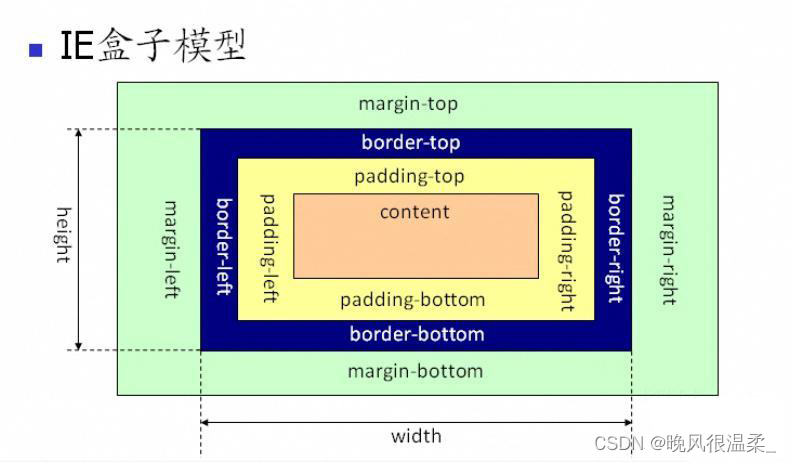 IE盒子模型
margin-top
border-top
padding-top
content
height
margin-left
border-left
padding-left
padding-right
border-right
margin-right
padding-bottom
border-bottom
margin-bottom
width
CSDN @晚风很温柔_